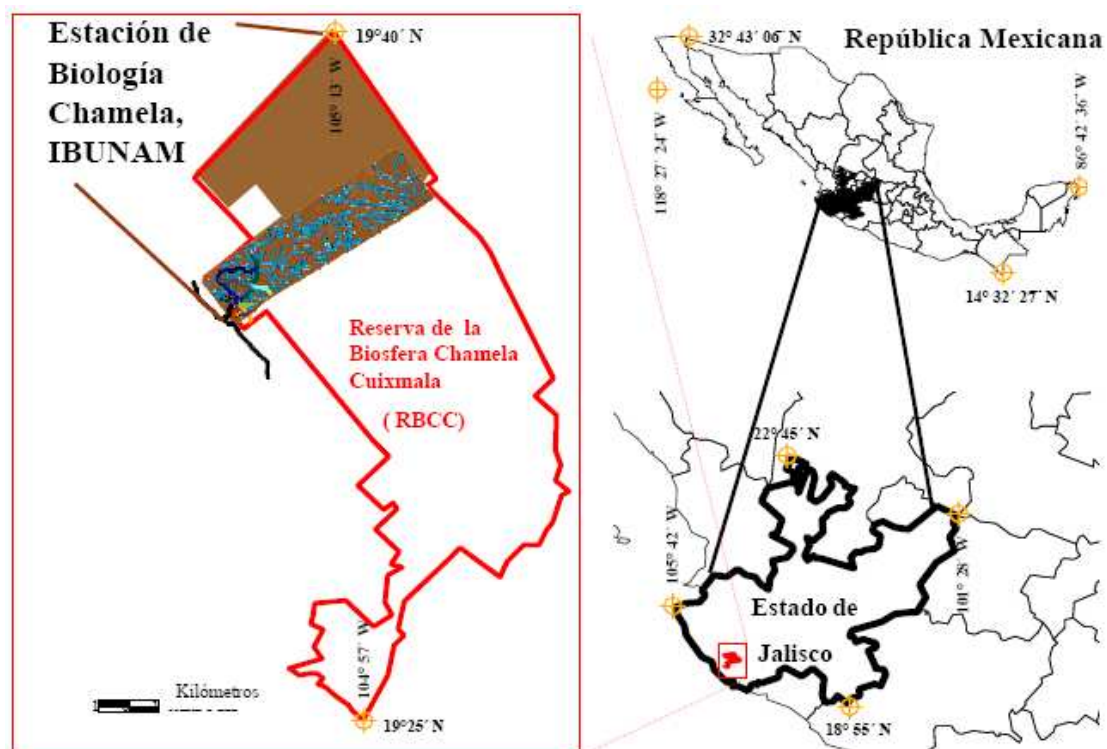 Estación de
Biología
Chamela,
IBUNAM
19°40´ N
105° 13´ W
Reserva de la
Biosfera Chamela
Cuixmala
( RBCC)
104° 57´ W
19°25´ N
Kilómetros
República Mexicana
32° 43´ 06´´ N
118° 27´ 24´´ W
86° 42´ 36´´ W
14° 32´ 27´´ N
22° 45´ N
105° 42´ W
101° 28´ W
Estado de
Jalisco
18° 55´ N